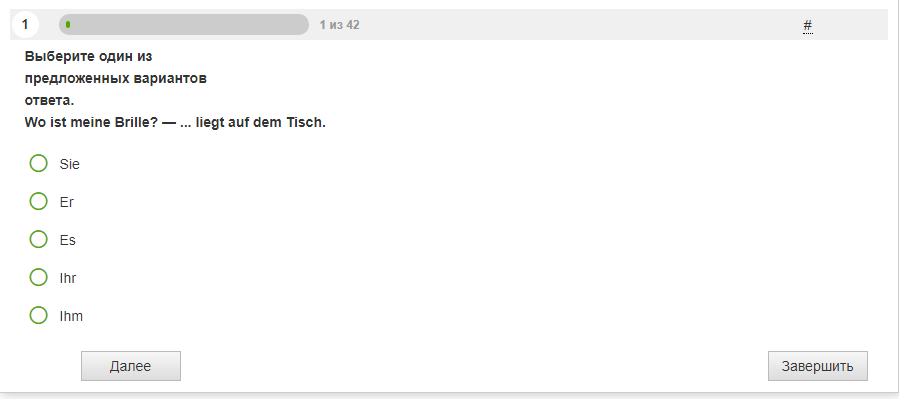 1
1 из 42
#
Выберите один из
предложенных вариантов
ответа.
Wo ist meine Brille? — ... liegt auf dem Tisch.
Sie
Er
Es
Ihr
Ihm
Далее
Завершить